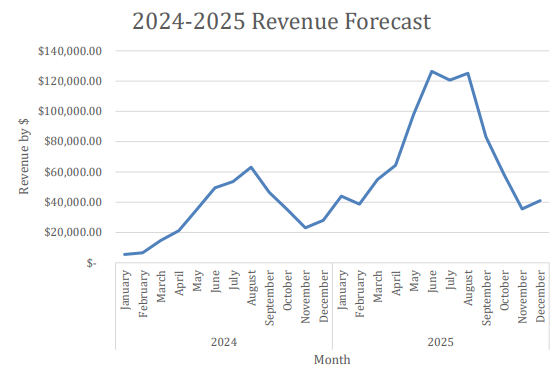 2024-2025 Revenue Forecast
$140,000.00
$120,000.00
$100,000.00
$80,000.00
$60,000.00
$40,000.00
$20,000.00
$-
Revenue by $
January
February
March
April
May
June
July
August
September
October
November
December
January
February
March
April
May
June
July
August
September
October
November
December
2024
2025
Month